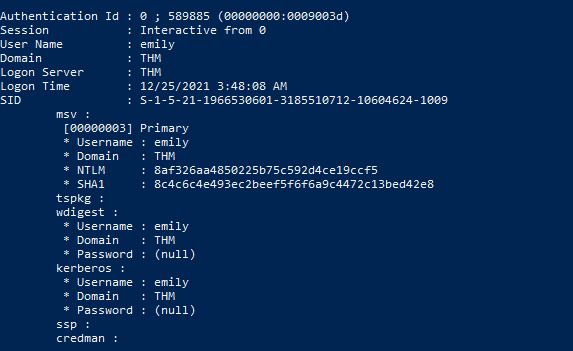 Authentication Id : 0 ; 589885 (00000000:0009003d)
Session           : Interactive from 0
User Name         : emily
Domain            : THM
Logon Server      : THM
Logon Time        : 12/25/2021 3:48:08 AM
SID               : S-1-5-21-1966530601-3185510712-10604624-1009
        msv :
         [00000003] Primary
         * Username : emily
         * Domain   : THM
         * NTLM     : 8af326aa4850225b75c592d4ce19ccf5
         * SHA1     : 8c4c6c4e493ec2beef5f6f6a9c4472c13bed42e8
        tspkg :
        wdigest :
         * Username : emily
         * Domain   : THM
         * Password : (null)
        kerberos :
         * Username : emily
         * Domain   : THM
         * Password : (null)
        ssp :
        credman :